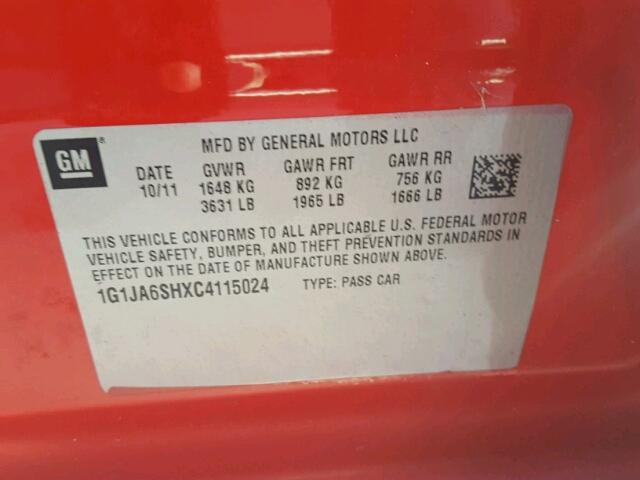 MFD BY GENERAL MOTORS LLC
GM®
DATE GVWR GAWR FRT GAWR RR
10/11 1648 KG 892 KG 756 KG
3631 LB 1965 LB 1666 LB
THIS VEHICLE CONFORMS TO ALL APPLICABLE U.S. FEDERAL MOTOR
VEHICLE SAFETY, BUMPER, AND THEFT PREVENTION STANDARDS IN
EFFECT ON THE DATE OF MANUFACTURE SHOWN ABOVE.
1G1JA6SHXC4115024 TYPE: PASS CAR